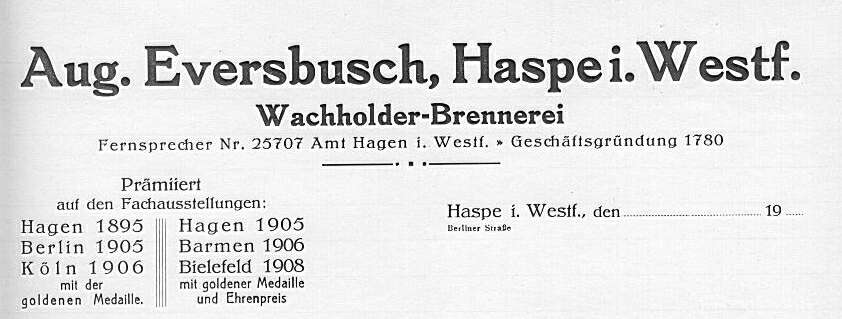 Aug. Eversbusch, Haspe i. Westf.
Wachholder-Brennerei
Fernsprecher Nr. 25707 Amt Hagen i. Westf. » Geschäftsgründung 1780
Prämiiert
auf den Fachausstellungen:
Hagen 1895
Berlin 1905
Köln 1906
mit der
goldenen Medaille.
Hagen 1905
Barmen 1906
Bielefeld 1908
mit goldener Medaille
und Ehrenpreis
Haspe i. Westf., den 19
Berliner Straße